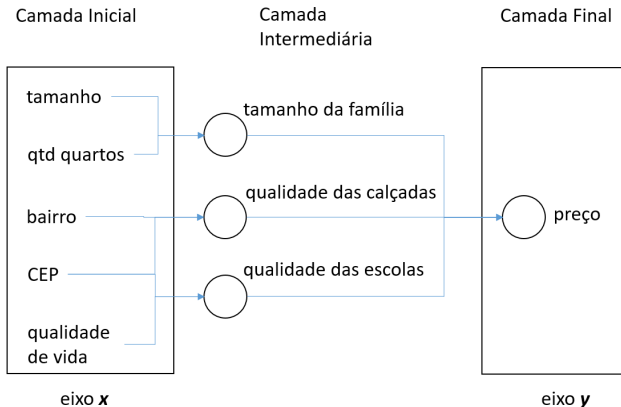 Camada Inicial
Camada
Intermediária
Camada Final
tamanho
qtd quartos
bairro
CEP
qualidade
de vida
tamanho da família
qualidade das calçadas
qualidade das escolas
preço
eixo x
eixo y